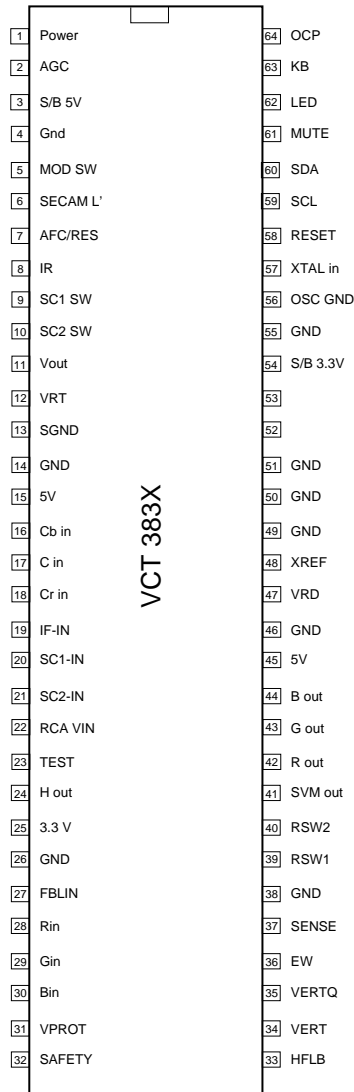 1 Power 64 OCP
2 AGC 63 KB
3 S/B 5V 62 LED
4 Gnd 61 MUTE
5 MOD SW 60 SDA
6 SECAM L' 59 SCL
7 AFC/RES 58 RESET
8 IR 57 XTAL in
9 SC1 SW 56 OSC GND
10 SC2 SW 55 GND
11 Vout 54 S/B 3.3V
12 VRT 53
13 SGND 52
14 GND 51 GND
15 5V 50 GND
16 Cb in 49 GND
17 C in 48 XREF
18 Cr in 47 VRD
19 IF-IN 46 GND
20 SC1-IN 45 5V
21 SC2-IN 44 B out
22 RCA VIN 43 G out
23 TEST 42 R out
24 H out 41 SVM out
25 3.3 V 40 RSW2
26 GND 39 RSW1
27 FBLIN 38 GND
28 Rin 37 SENSE
29 Gin 36 EW
30 Bin 35 VERTQ
31 VPROT 34 VERT
32 SAFETY 33 HFLB
VCT 383X